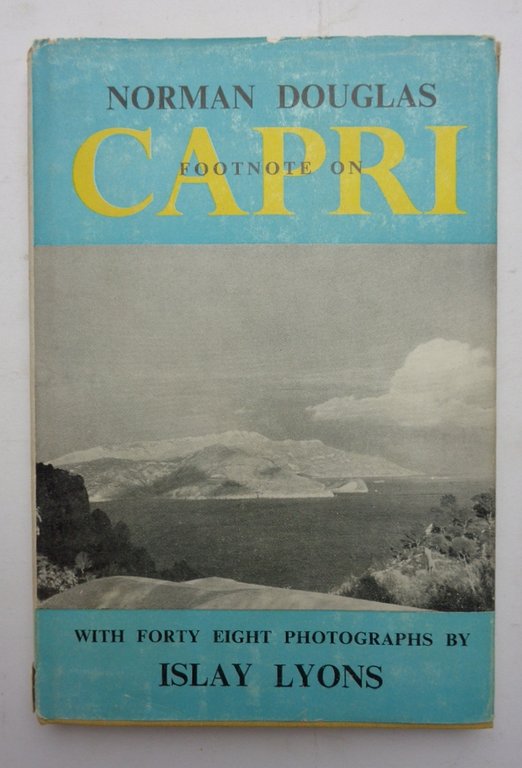 NORMAN DOUGLAS
FOOTNOTE ON
CAPRI
WITH FORTY EIGHT PHOTOGRAPHS BY
ISLAY LYONS